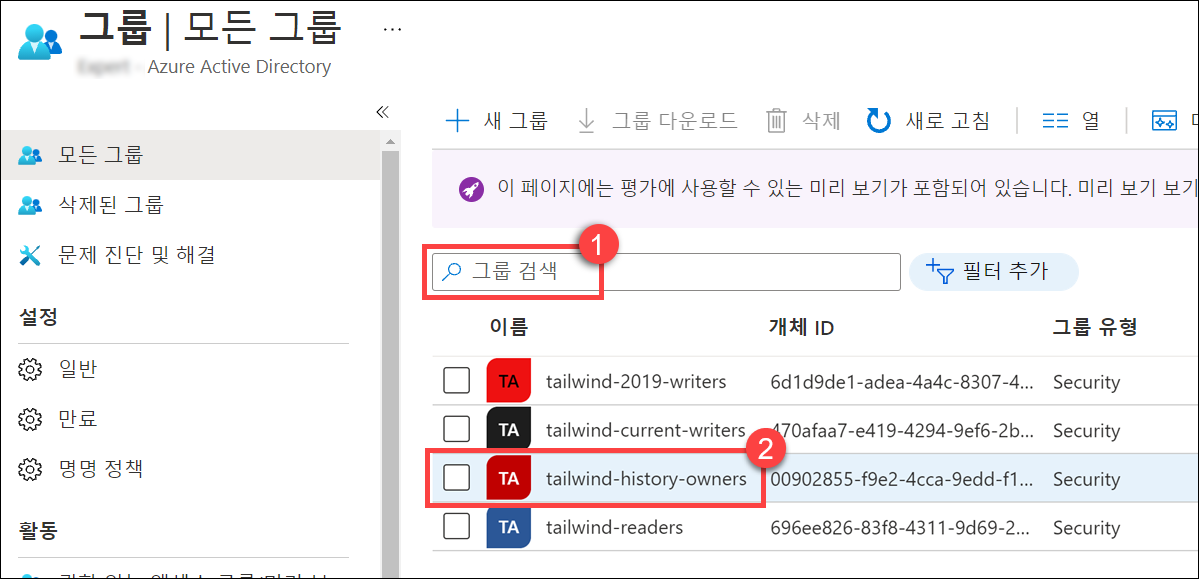 그룹 | 모든 그룹 ...
- Azure Active Directory
«
모든 그룹
삭제된 그룹
문제 진단 및 해결
설정
일반
만료
명명 정책
활동
새 그룹 그룹 다운로드 삭제 새로 고침 열
이 페이지에는 평가에 사용할 수 있는 미리 보기가 포함되어 있습니다. 미리 보기 보기
1
그룹 검색 필터 추가
이름 개체 ID 그룹 유형
TA tailwind-2019-writers 6d1d9de1-adea-4a4c-8307-4... Security
TA tailwind-current-writers 470afaa7-e419-4294-9ef6-2b... Security
2
TA tailwind-history-owners 00902855-f9e2-4cca-9edd-f1... Security
TA tailwind-readers 696ee826-83f8-4311-9d69-2... Security